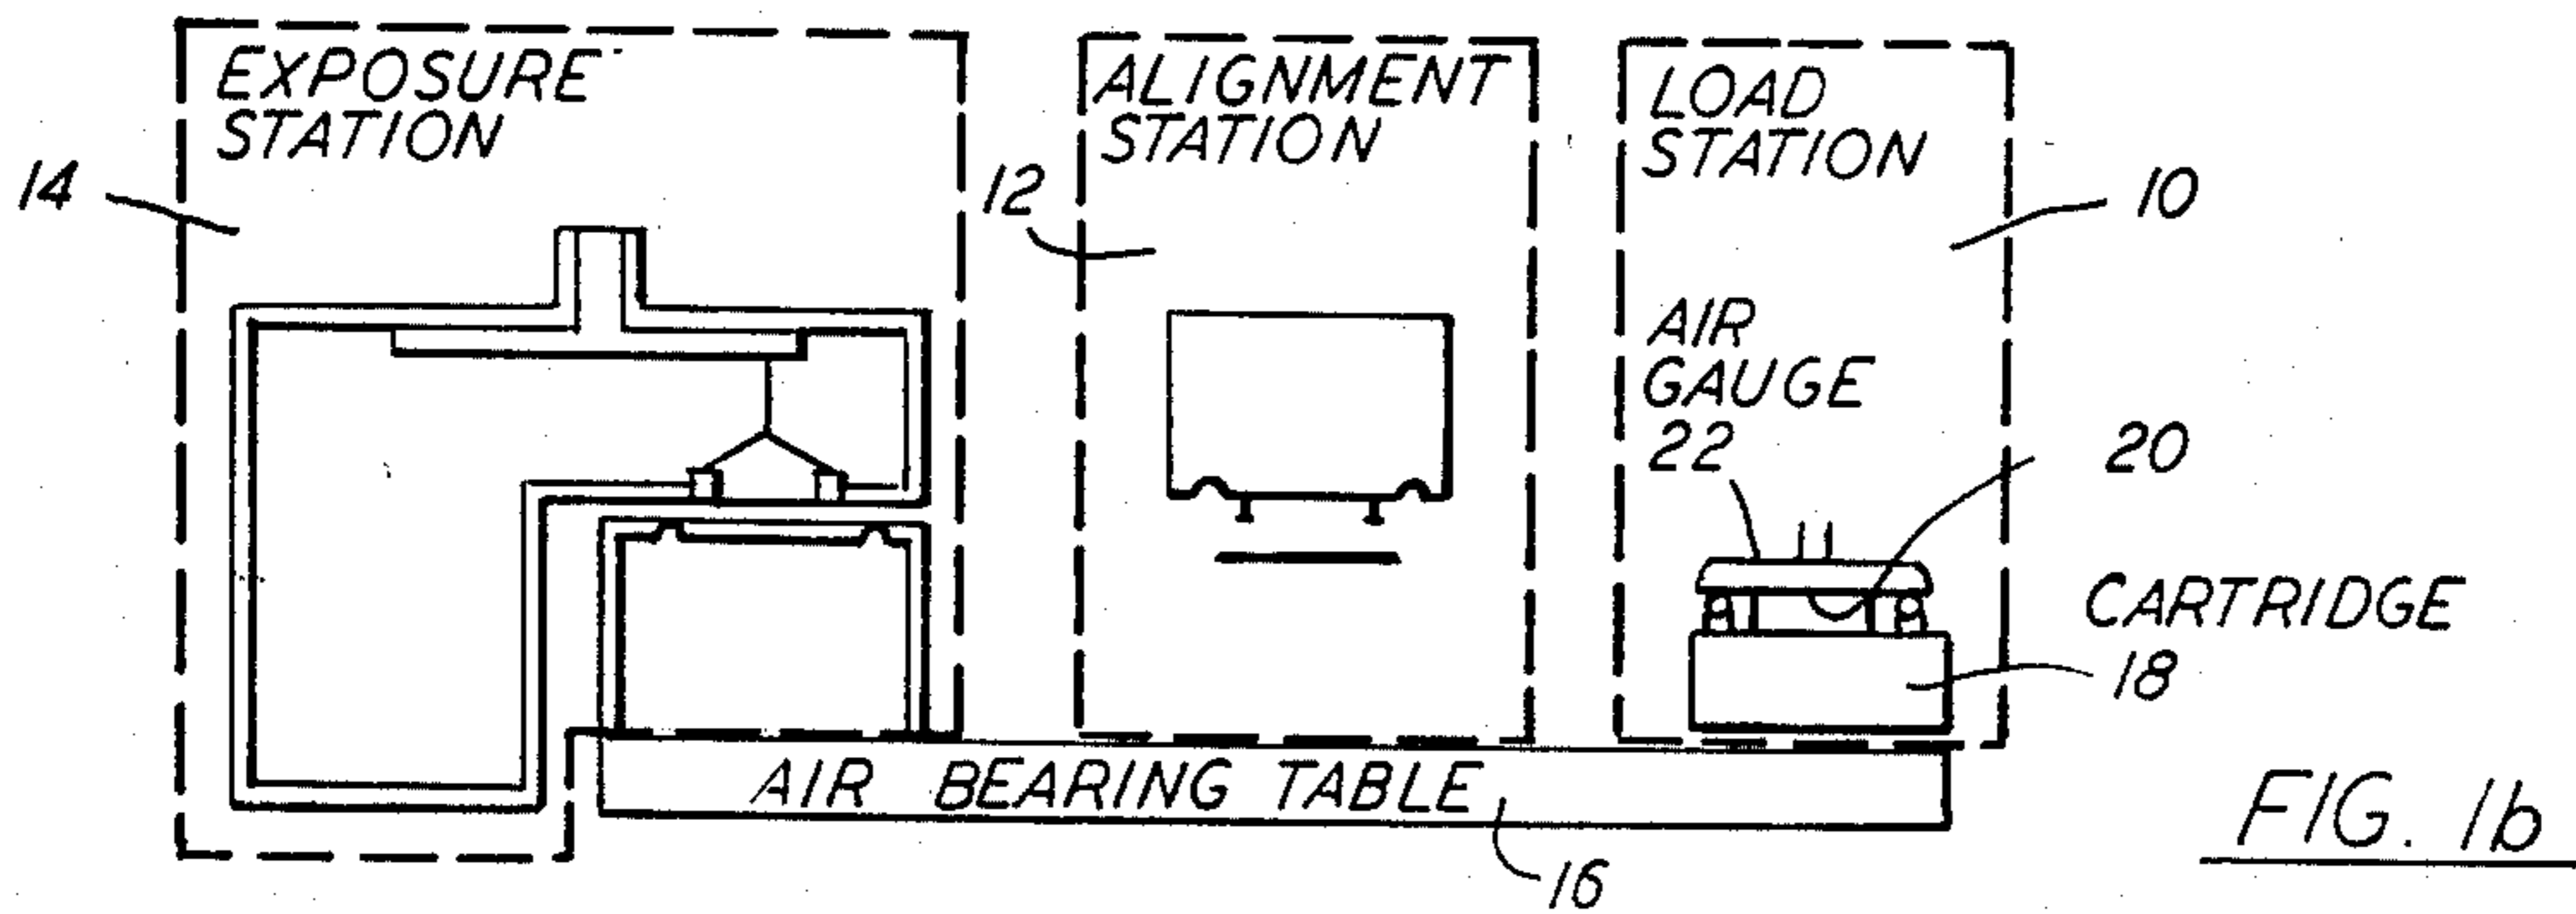 EXPOSURE
STATION
14
ALIGNMENT
STATION
12
LOAD
STATION
10
AIR
GAUGE
22
20
CARTRIDGE
18
AIR BEARING TABLE
16
FIG. 1b